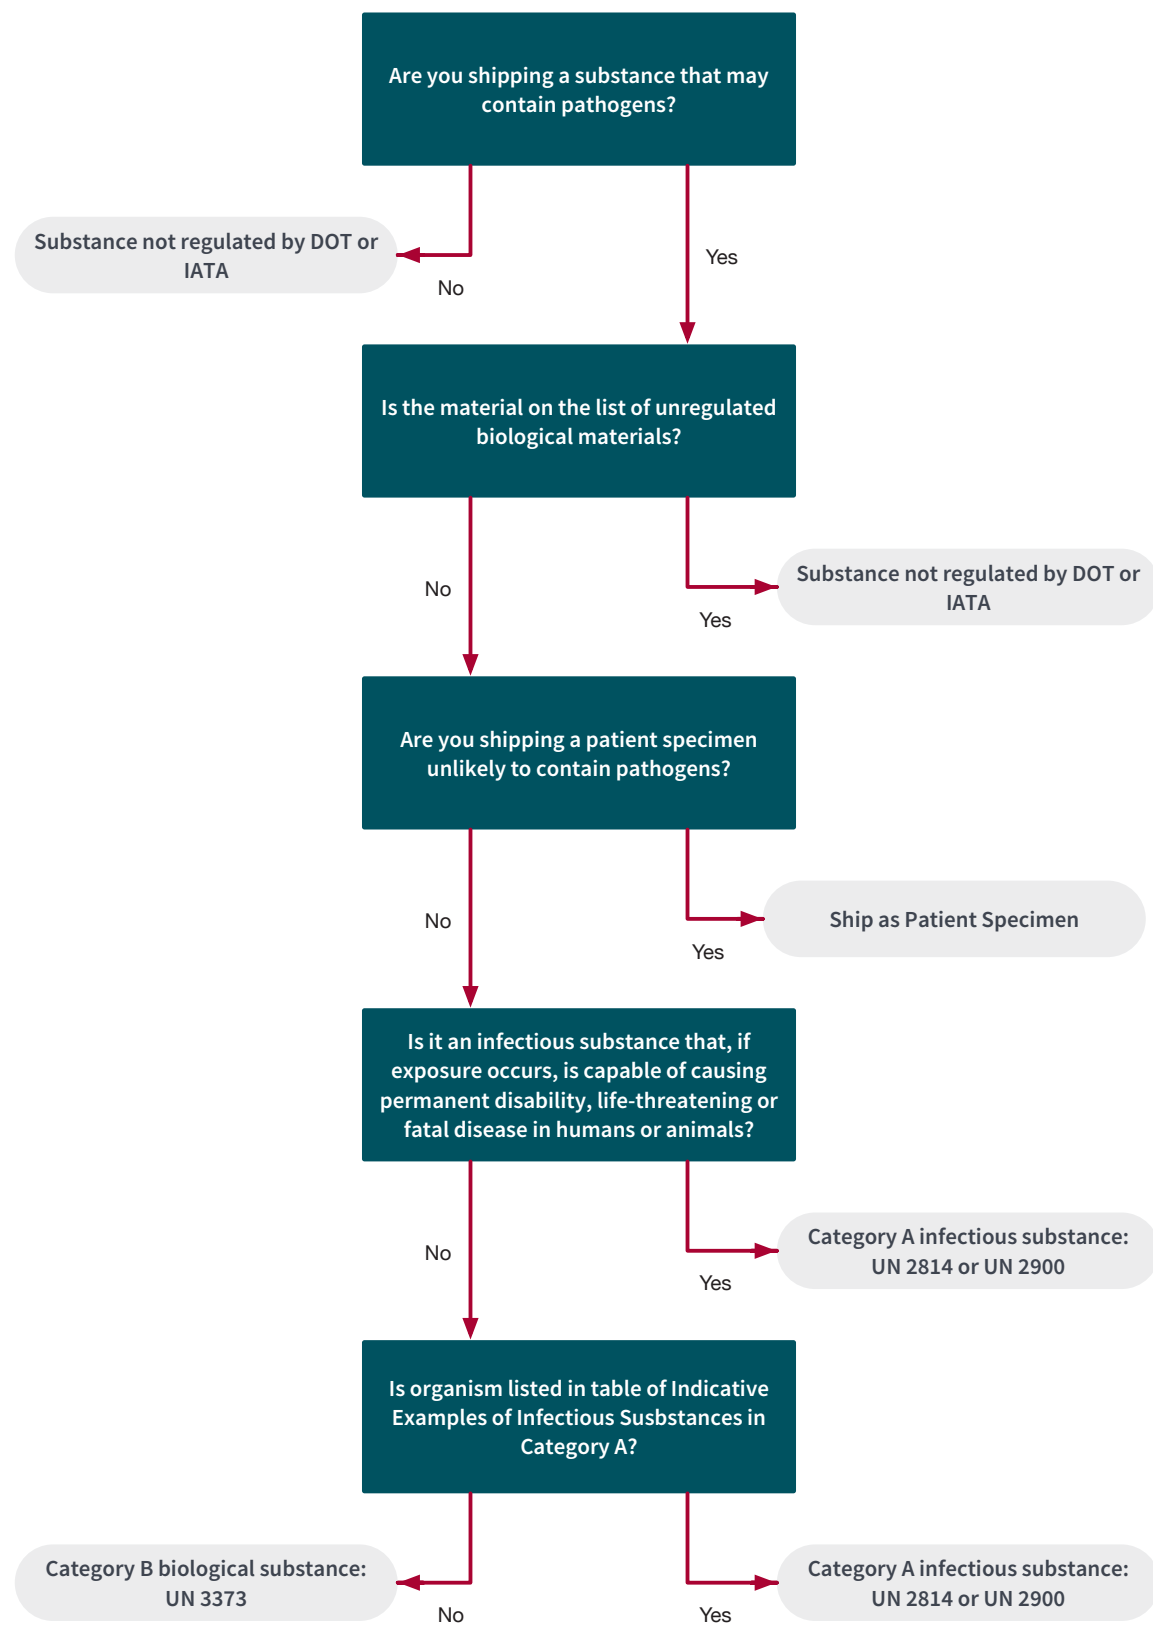 Are you shipping a substance that may
contain pathogens?
Substance not regulated by DOT or
IATA
No
Yes
Is the material on the list of unregulated
biological materials?
No
Substance not regulated by DOT or
IATA
Yes
Are you shipping a patient specimen
unlikely to contain pathogens?
No
Ship as Patient Specimen
Yes
Is it an infectious substance that, if
exposure occurs, is capable of causing
permanent disability, life-threatening or
fatal disease in humans or animals?
No
Category A infectious substance:
UN 2814 or UN 2900
Yes
Is organism listed in table of Indicative
Examples of Infectious Susbstances in
Category A?
Category B biological substance:
UN 3373
No
Category A infectious substance:
UN 2814 or UN 2900
Yes